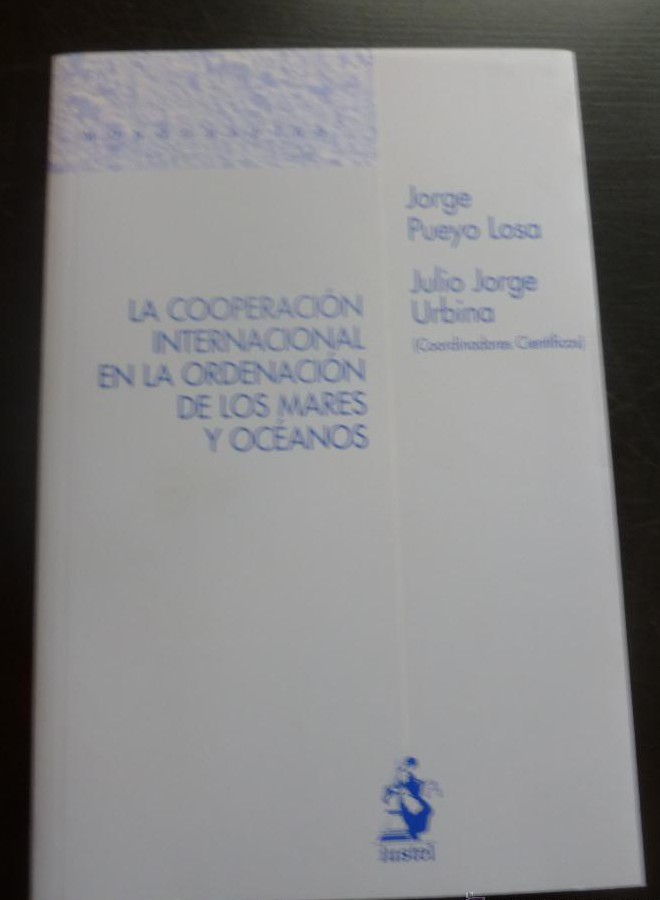 MONOGRAFÍAS
LA COOPERACIÓN
INTERNACIONAL
EN LA ORDENACIÓN
DE LOS MARES
Y OCÉANOS
Jorge
Pueyo Losa
Julio Jorge
Urbina
(Coordinadores Científicos)
iustel